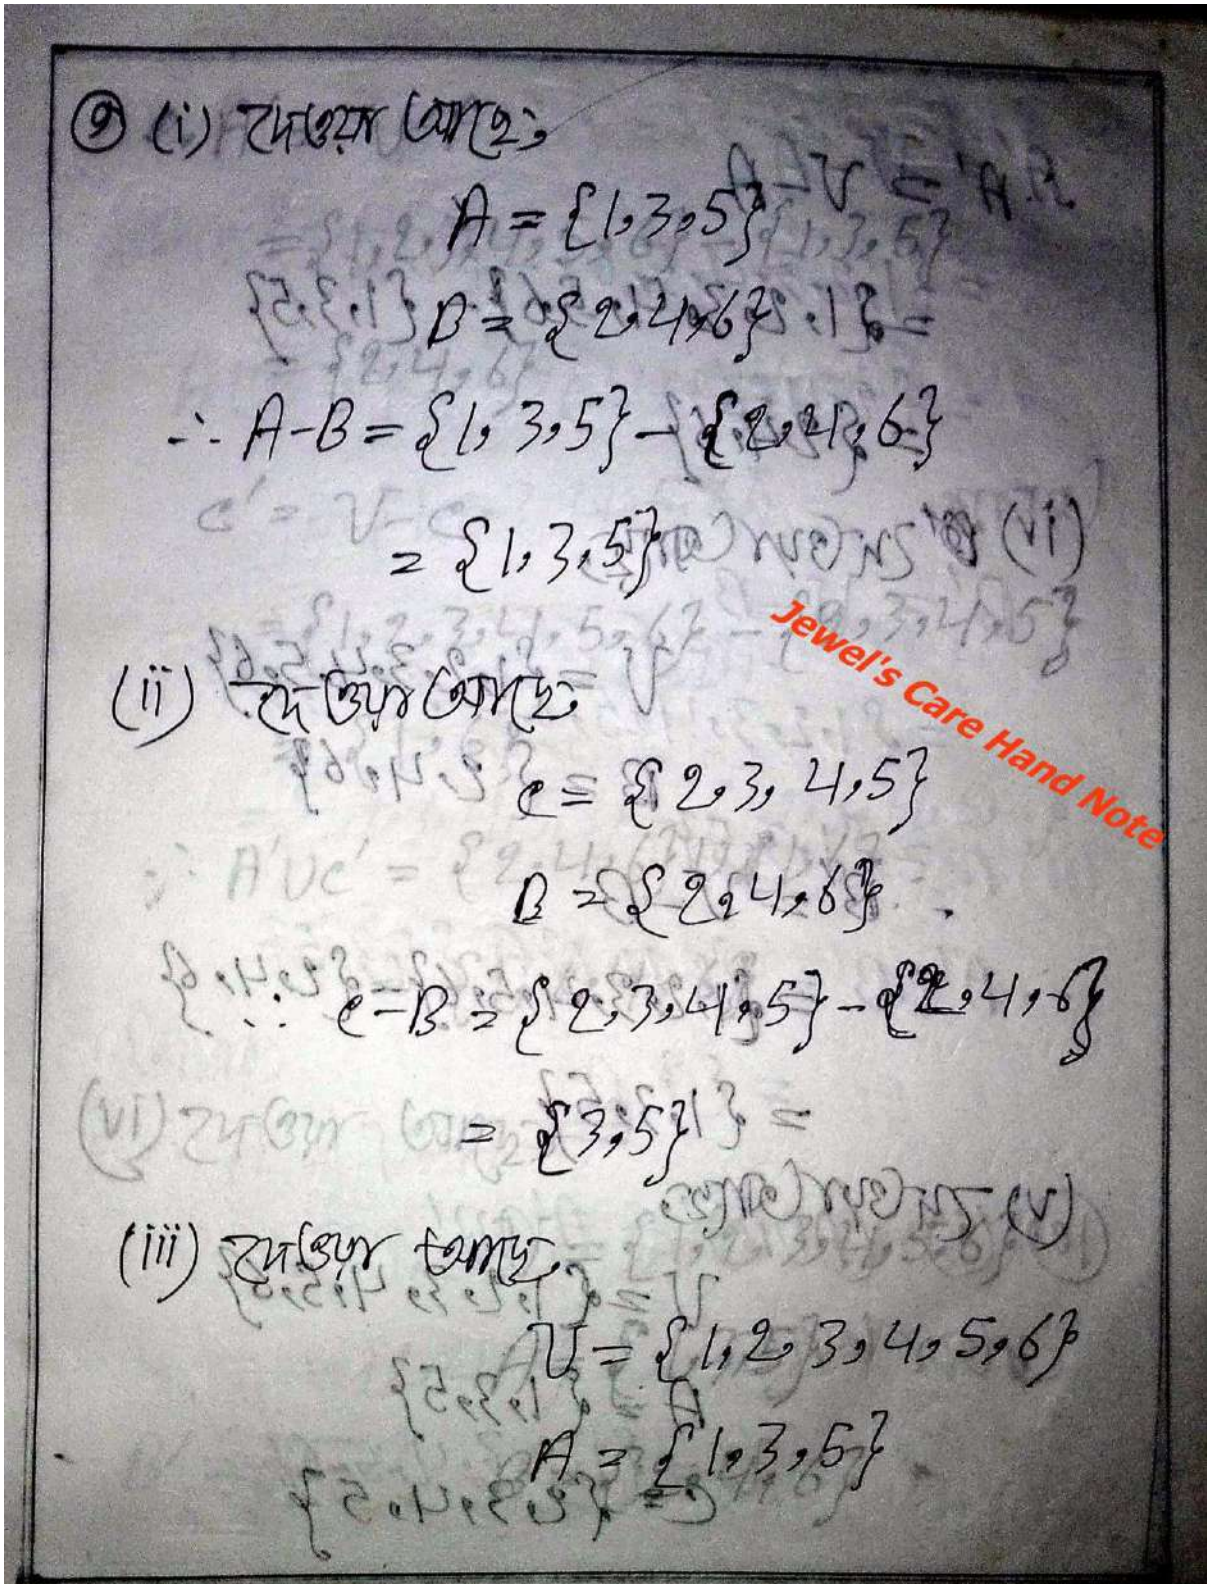 ৩ (i) দেওয়া আছে,
A = {1, 3, 5}
B = {2, 4, 6}
∴ A-B = {1, 3, 5} - {2, 4, 6}
= {1, 3, 5}
Jewel's Care Hand Note
(ii) দেওয়া আছে,
C = {2, 3, 4, 5}
B = {2, 4, 6}
∴ C-B = {2, 3, 4, 5} - {2, 4, 6}
= {3, 5}
(iii) দেওয়া আছে,
U = {1, 2, 3, 4, 5, 6}
A = {1, 3, 5}